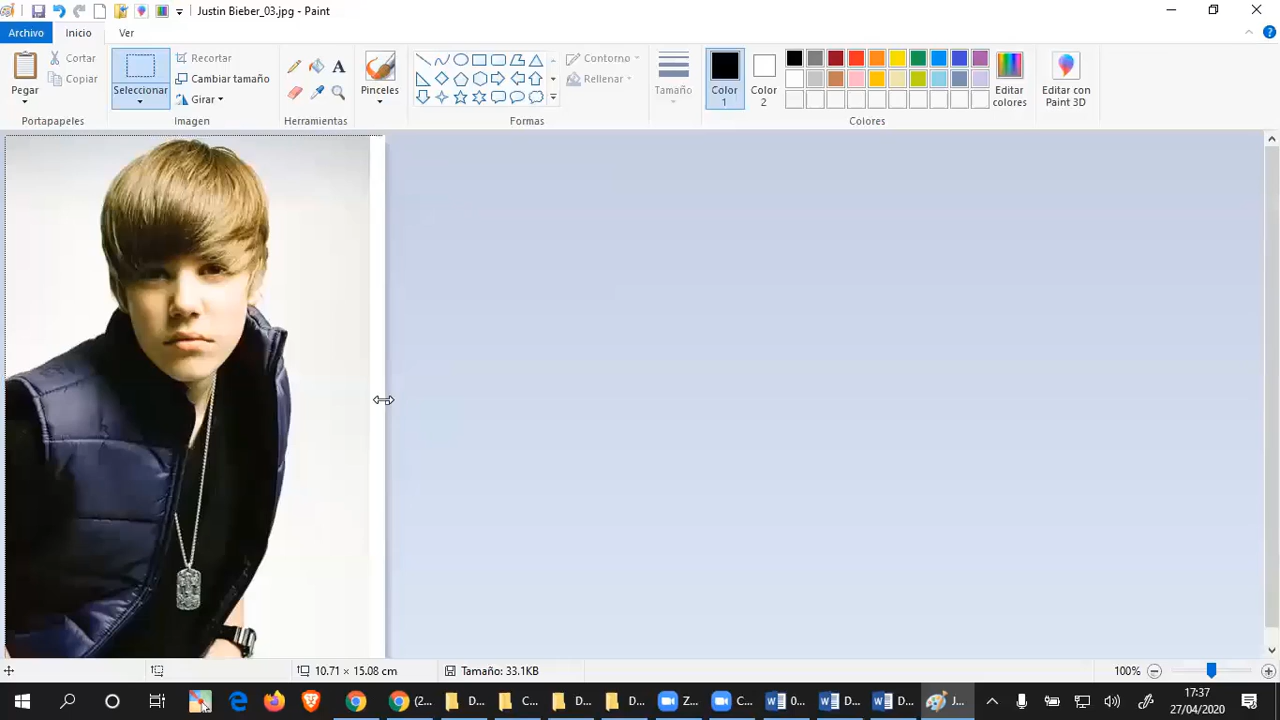 Justin Bieber_03.jpg - Paint
Archivo Inicio Ver
Pegar
Cortar
Copiar
Portapapeles
Seleccionar
Recortar
Cambiar tamaño
Girar
Imagen
A
Herramientas
Pinceles
Contorno
Rellenar
Formas
Tamaño
Color
1
Color
2
Editar
colores
Colores
Editar con
Paint 3D
10.71 × 15.08 cm
Tamaño: 33.1KB
100%
(2... D... C... D... D... Z... C... 0... D... D... J...
17:37
27/04/2020